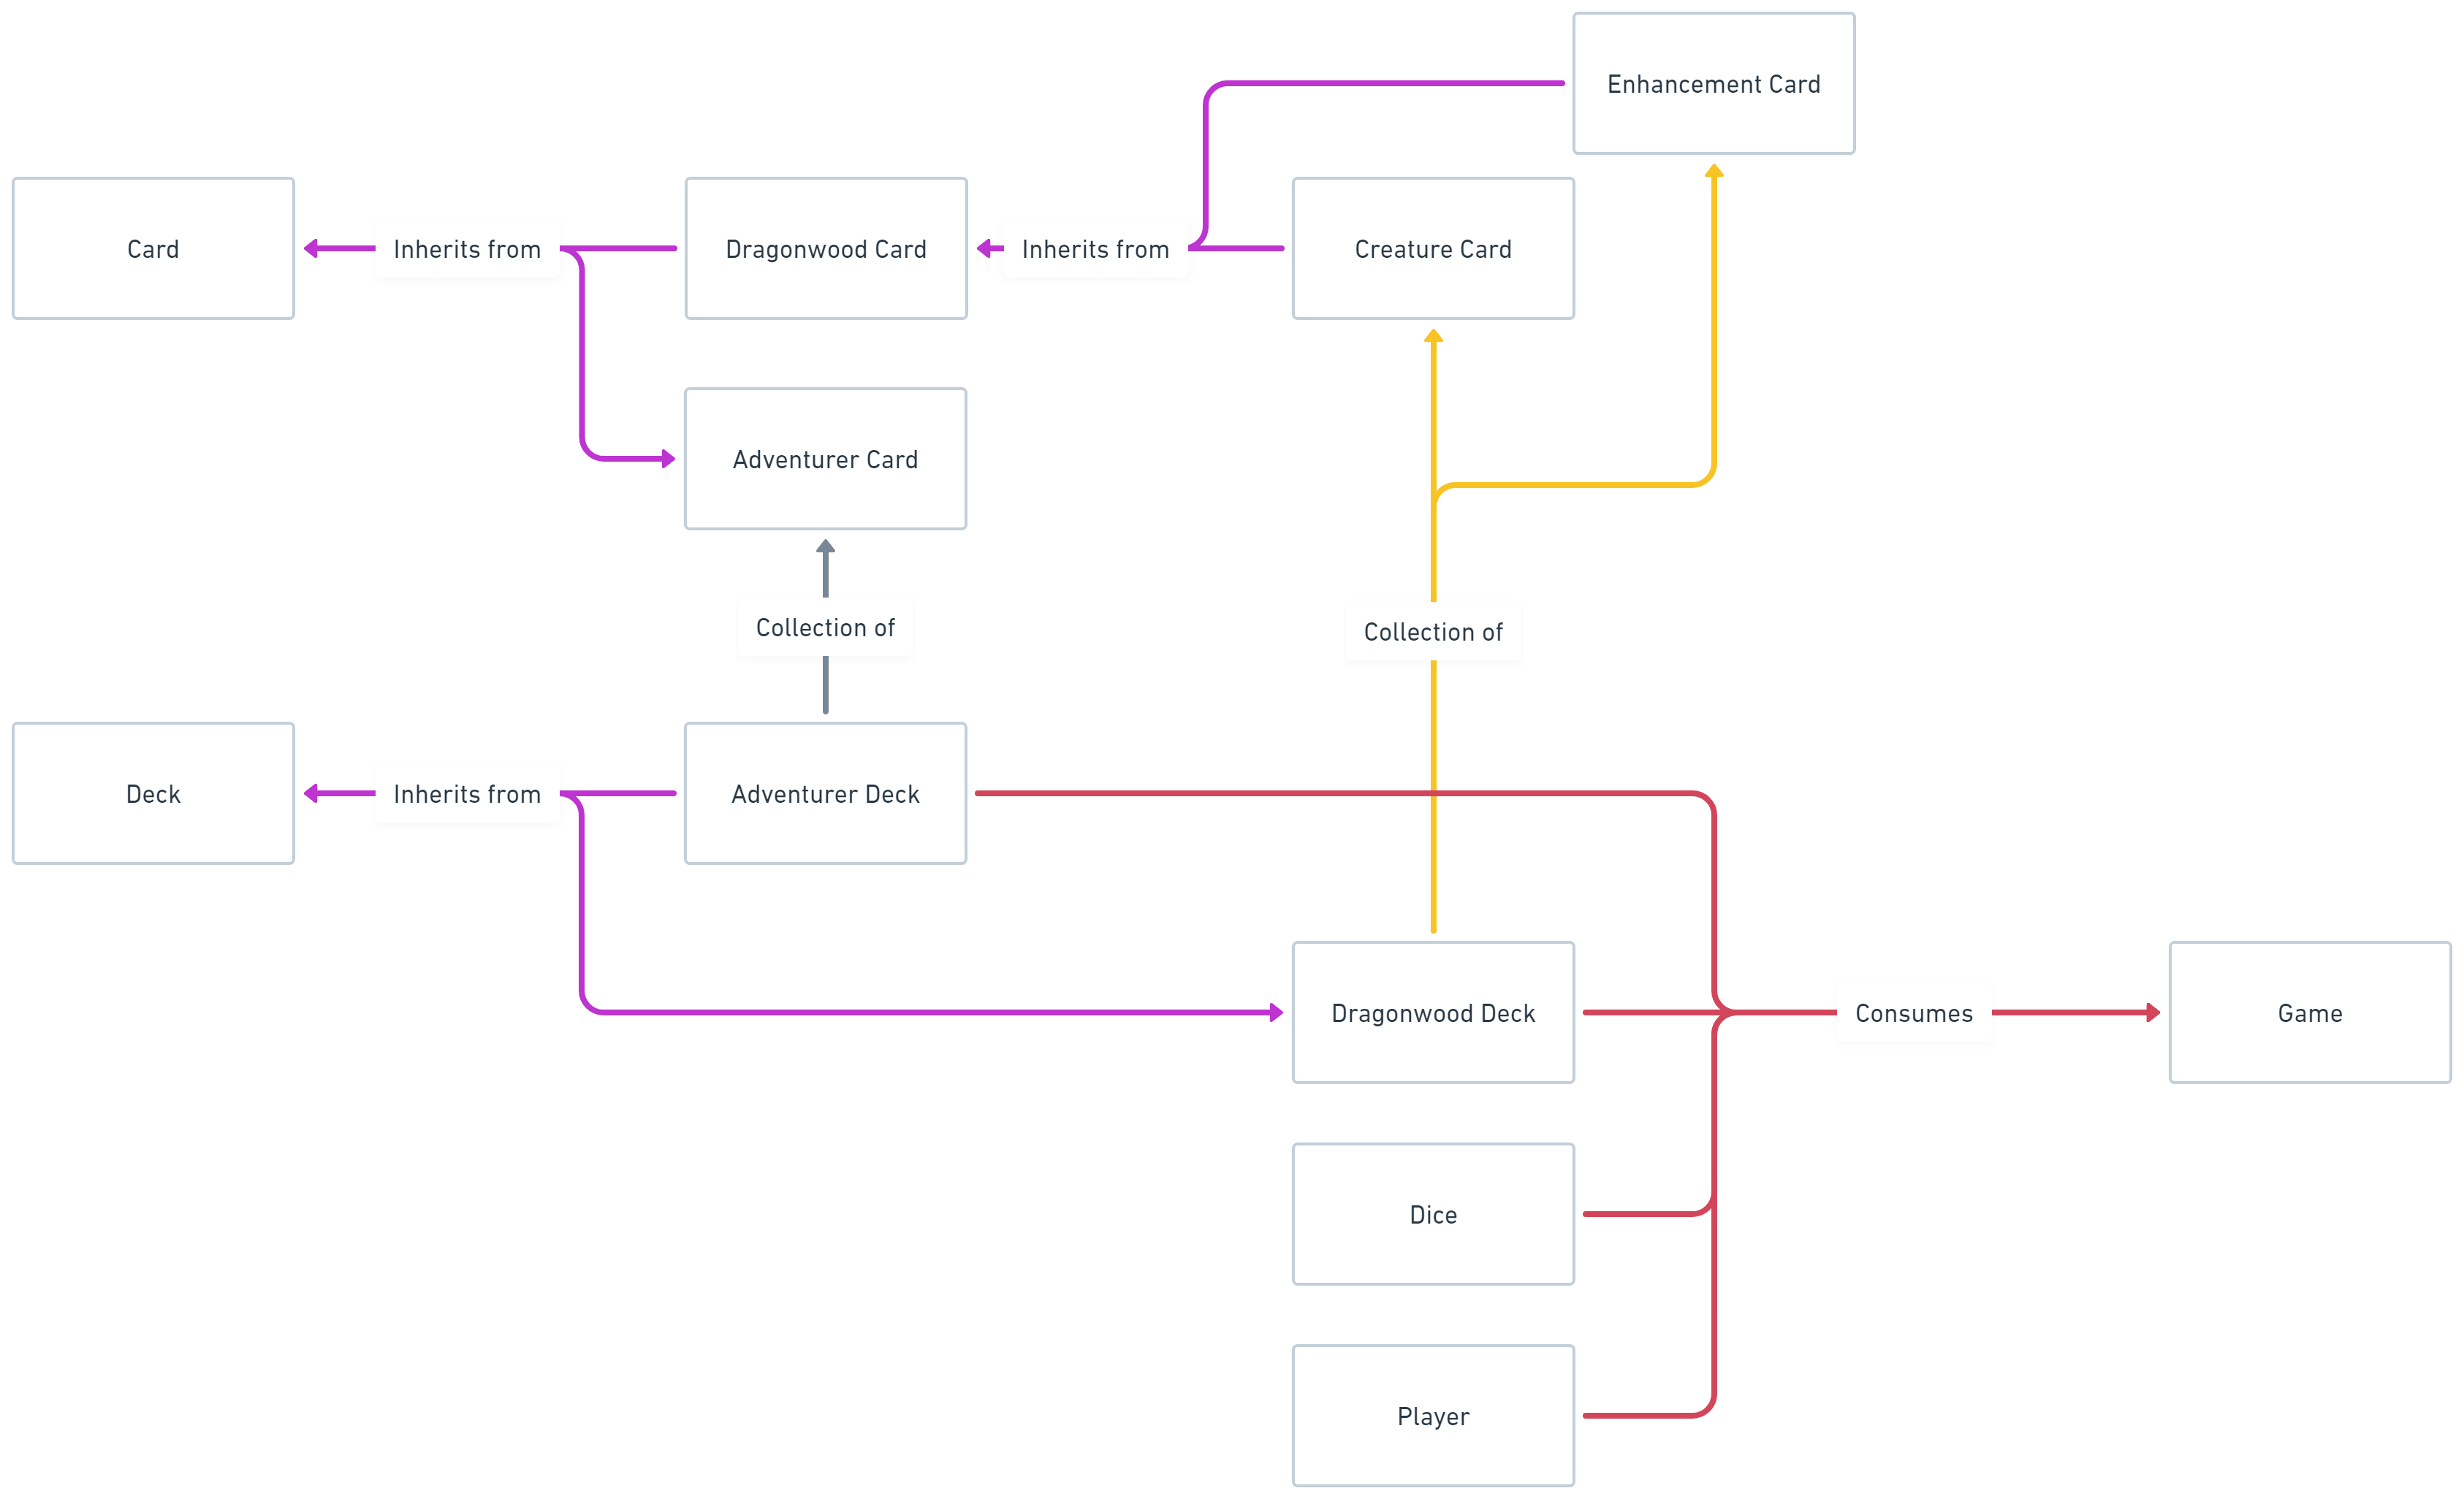 Enhancement Card
Card
Inherits from
Dragonwood Card
Inherits from
Creature Card
Adventurer Card
Collection of
Collection of
Deck
Inherits from
Adventurer Deck
Dragonwood Deck
Consumes
Game
Dice
Player